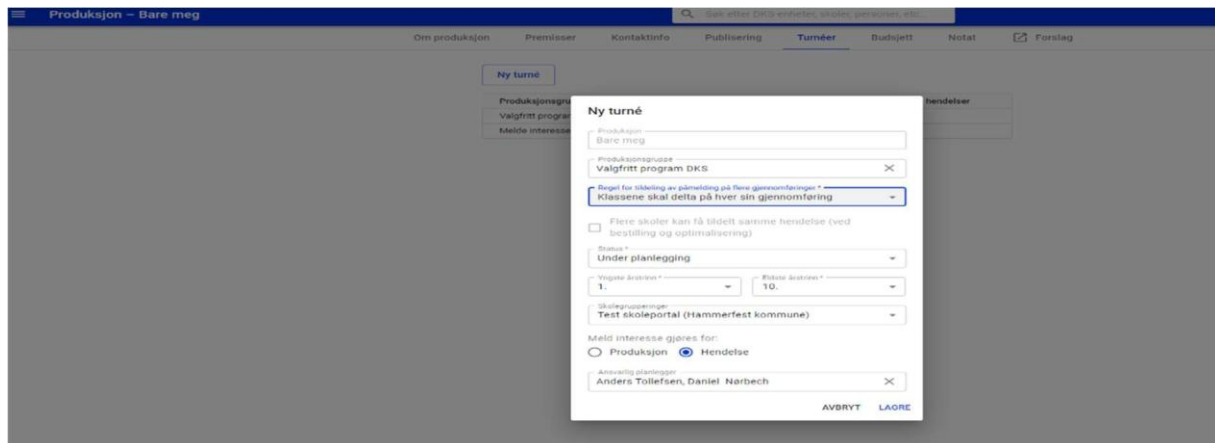 Produksjon – Bare meg
Søk etter DKS enheter, skoler, personer, etc...
Om produksjon Premisser Kontaktinfo Publisering Turnéer Budsjett Notat Forslag
Ny turné
Produksjonsgru
hendelser
Valgfritt program
Melde interesse
Ny turné
Produksjon
Bare meg
Produksjonsgruppe
Valgfritt program DKS
Regel for tildeling av påmelding på flere gjennomføringer *
Klassene skal delta på hver sin gjennomføring
Flere skoler kan få tildelt samme hendelse (ved
bestilling og optimalisering)
Status *
Under planlegging
Yngste årstrinn * Eldste årstrinn *
1. 10.
Skolegrupperinger
Test skoleportal (Hammerfest kommune)
Meld interesse gjøres for:
Produksjon Hendelse
Ansvarlig planlegger
Anders Tollefsen, Daniel Nørbech
AVBRYT LAGRE